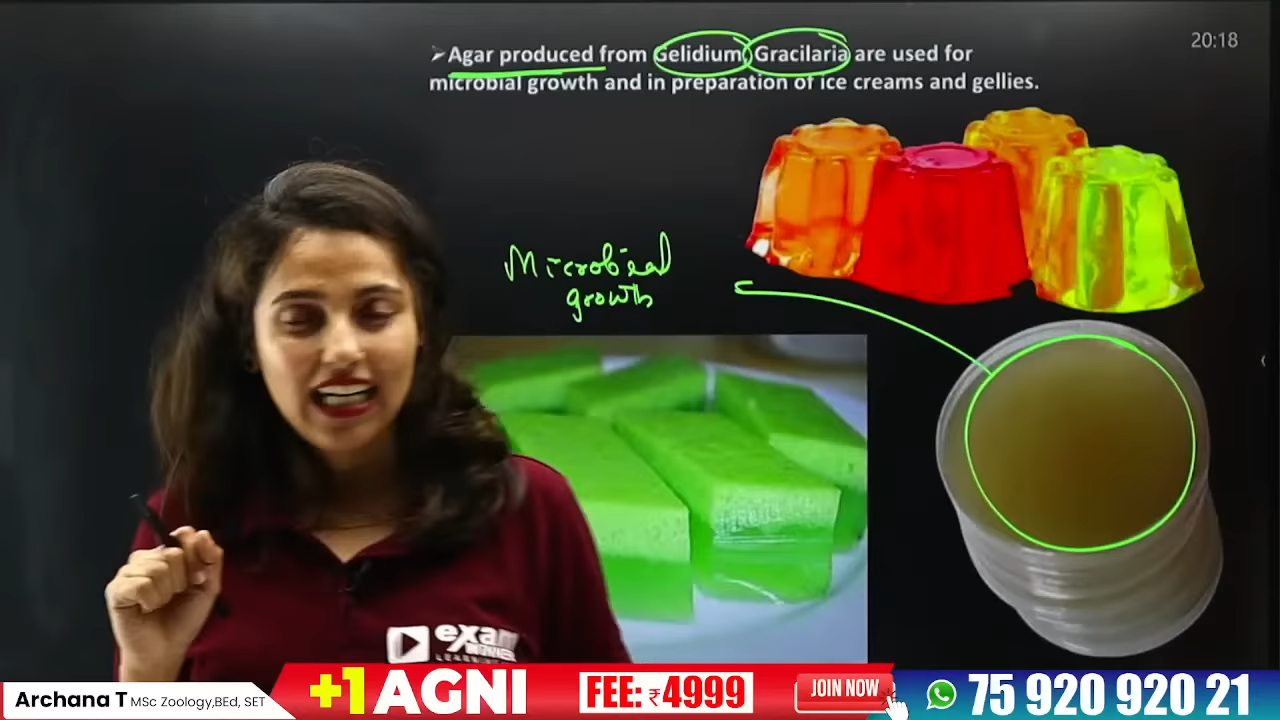 ➢Agar produced from Gelidium, Gracilaria are used for
microbial growth and in preparation of ice creams and gellies.
20:18
Microbial
growth
exam
WINNER
LEARNING
Archana T MSc Zoology,BEd, SET
+1 AGNI
FEE: ₹4999
JOIN NOW
75 920 920 21